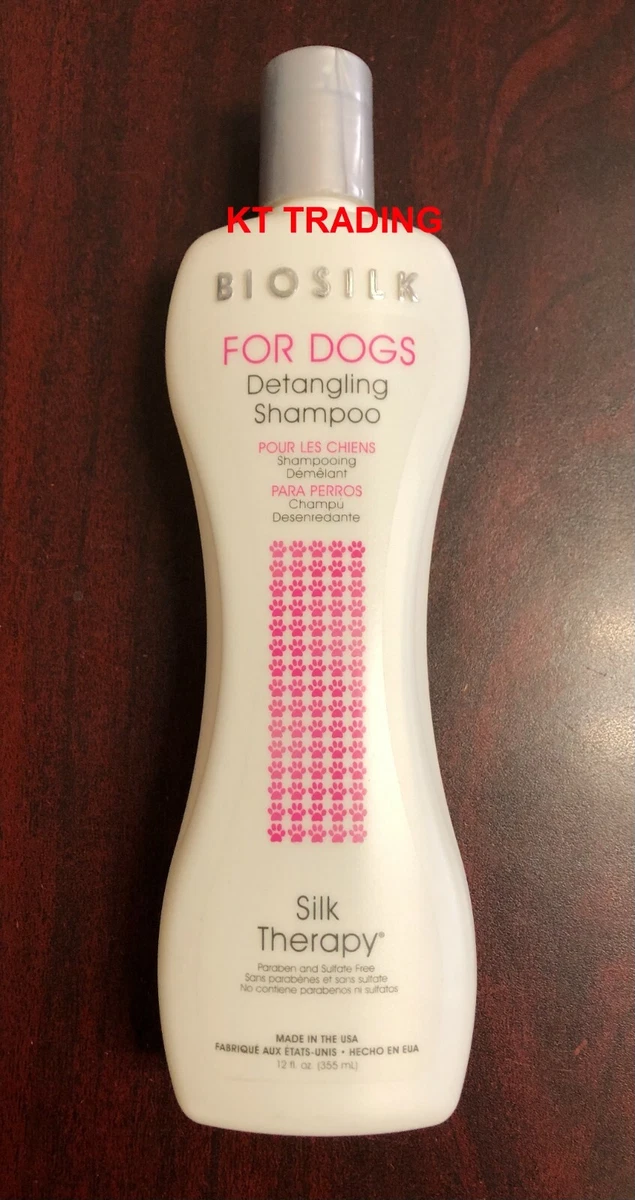 KT TRADING
BIOSILK
FOR DOGS
Detangling
Shampoo
POUR LES CHIENS
Shampooing
Démêlant
PARA PERROS
Champu
Desenredante
Silk
Therapy®
Paraben and Sulfate Free
Sans parabènes et sans sulfate
No contiene parabenos ni sulfatos
MADE IN THE USA
FABRIQUÉ AUX ÉTATS-UNIS • HECHO EN EUA
12 fl. oz. (355 mL)